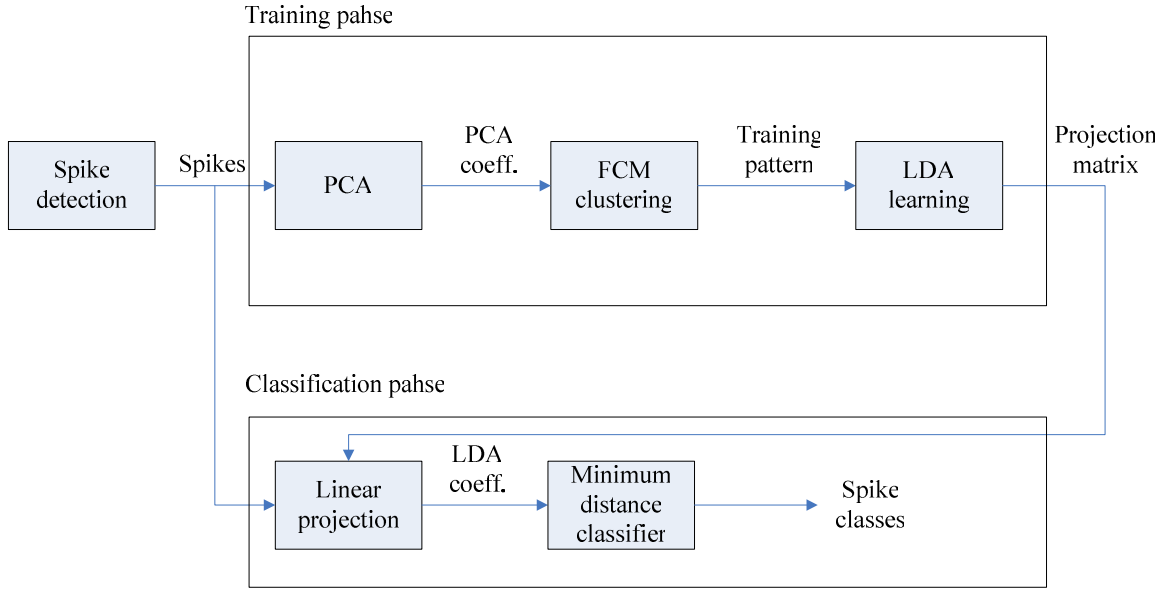 Training pahse
Spike
detection
Spikes
PCA
PCA
coeff.
FCM
clustering
Training
pattern
LDA
learning
Projection
matrix
Classification pahse
Linear
projection
LDA
coeff.
Minimum
distance
classifier
Spike
classes